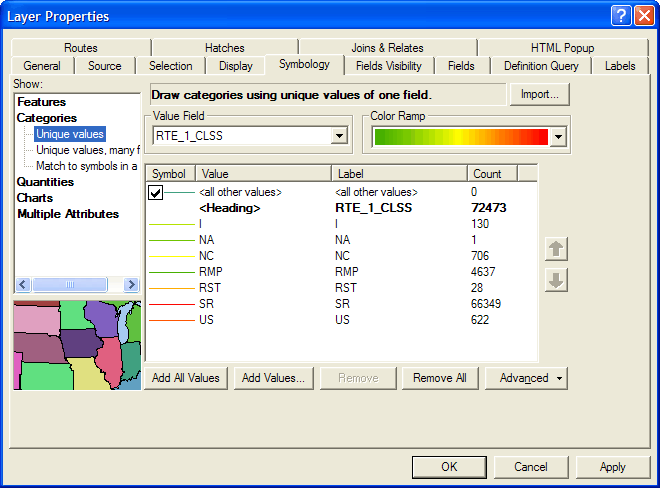 Layer Properties
Routes Hatches Joins & Relates HTML Popup
General Source Selection Display Symbology Fields Visibility Fields Definition Query Labels
Show:
Features
Categories
Unique values
Unique values, many f
Match to symbols in a
Quantities
Charts
Multiple Attributes
Draw categories using unique values of one field.
Import...
Value Field
RTE_1_CLSS
Color Ramp
Symbol Value Label Count
<all other values> <all other values> 0
<Heading> RTE_1_CLSS 72473
I I 130
NA NA 1
NC NC 706
RMP RMP 4637
RST RST 28
SR SR 66349
US US 622
Add All Values Add Values... Remove Remove All Advanced
OK Cancel Apply